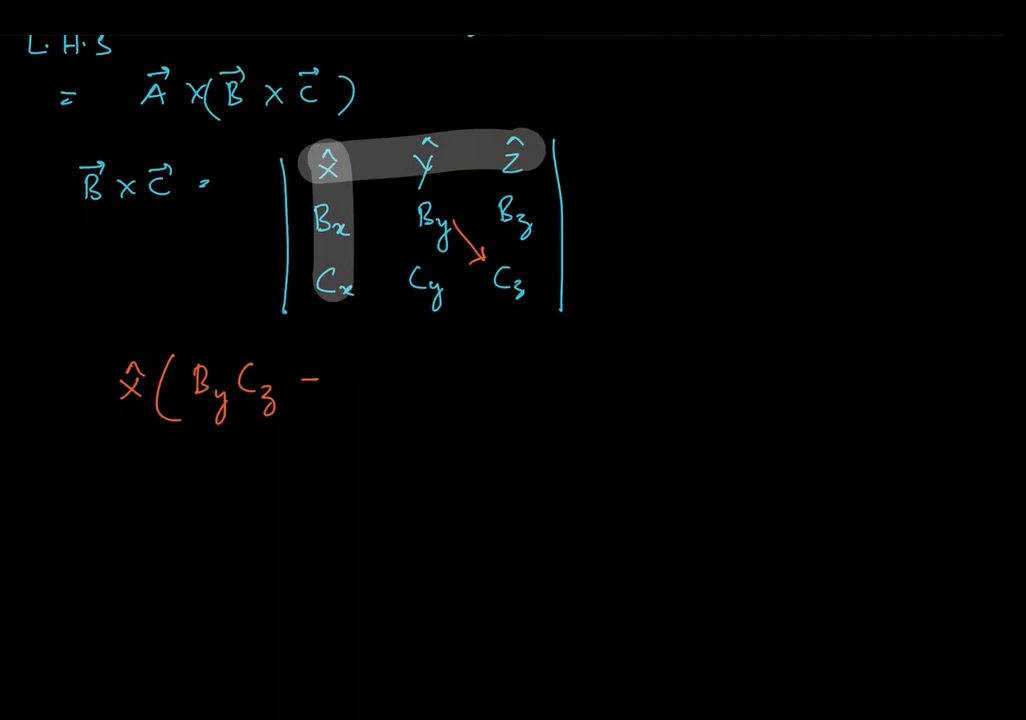 L.H.S
= A⃗ ×(B⃗ × C⃗ )
B⃗ × C⃗ = | x̂ ŷ ẑ |
| Bx By Bz |
| Cx Cy Cz |
x̂ ( By Cz −